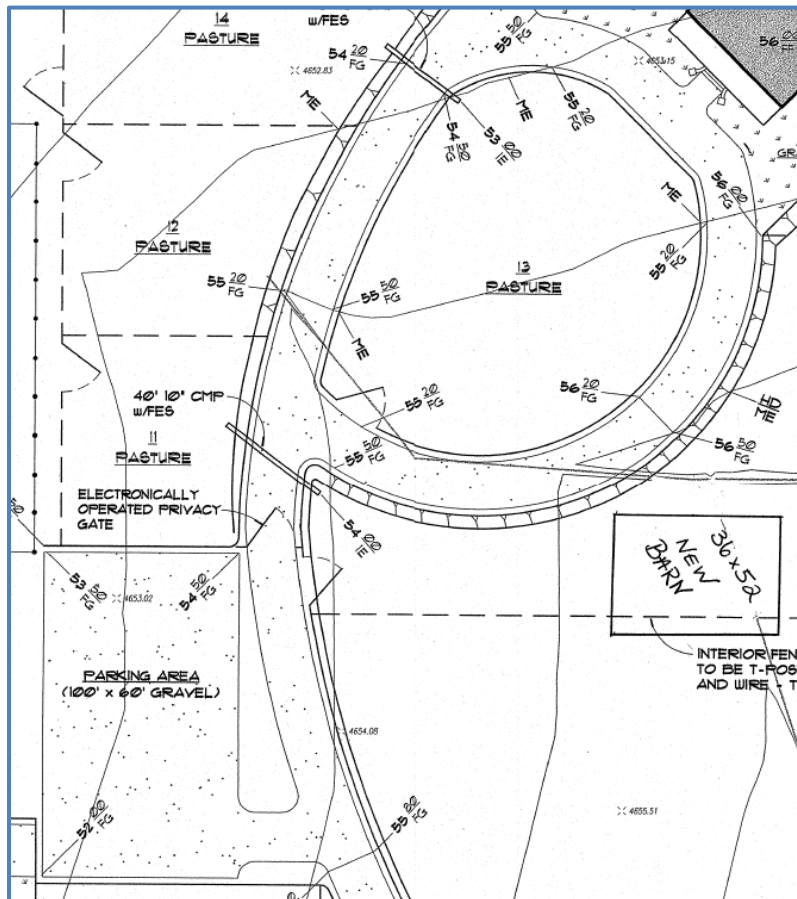 14
PASTURE
w/FES
54 20
FG
4652.83
55 50
FG
4653.15
56 00
ME
ME
55 20
FG
54 50
FG
53 00
IE
56 00
FG
ME
12
PASTURE
55 20
FG
55 50
FG
13
PASTURE
55 20
FG
ME
40' 10" CMP
w/FES
55 20
FG
56 20
FG
HD
ME
11
PASTURE
55 50
FG
56 50
FG
ELECTRONICALLY
OPERATED PRIVACY
GATE
54 00
IE
36x52
NEW
BARN
53 50
FG
4653.02
54 50
FG
INTERIOR FEN
TO BE T-POS
AND WIRE - T
PARKING AREA
(100' x 60' GRAVEL)
4654.08
52 00
FG
55 80
FG
4655.51